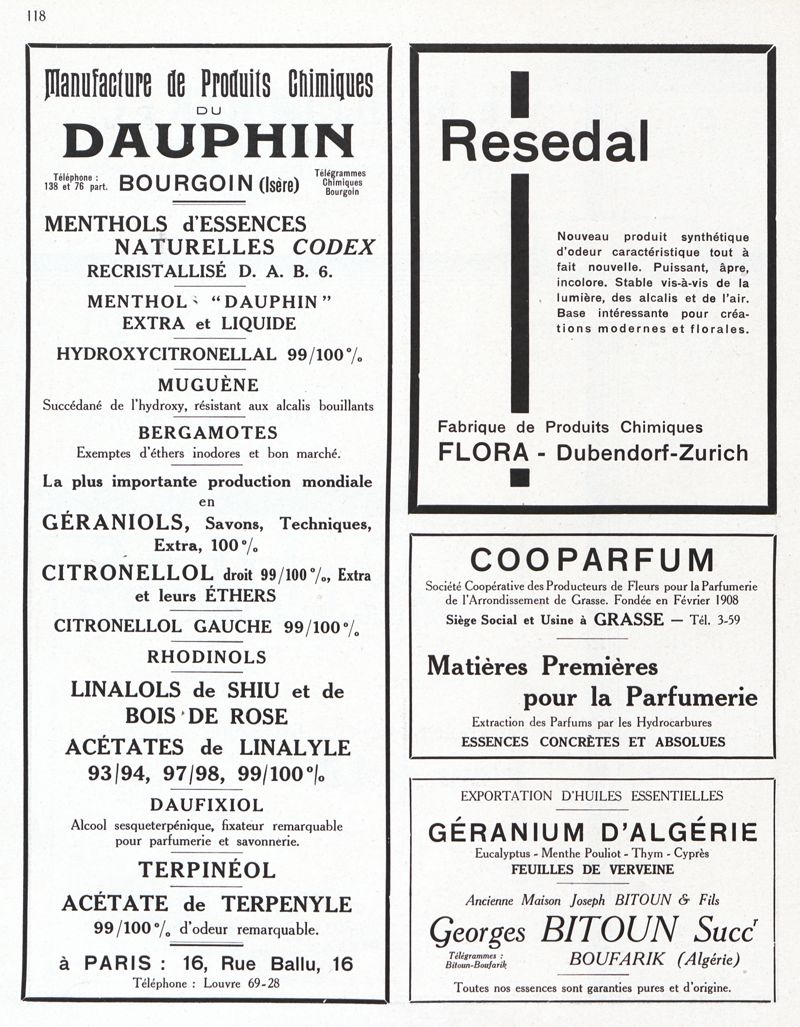 118
Manufacture de Produits Chimiques
DU
DAUPHIN
Téléphone :
138 et 76 part.
BOURGOIN (Isère)
Télégrammes
Chimiques
Bourgoin
MENTHOLS d'ESSENCES
NATURELLES CODEX
RECRISTALLISÉ D. A. B. 6.
MENTHOL "DAUPHIN"
EXTRA et LIQUIDE
HYDROXYCITRONELLAL 99/100%
MUGUÈNE
Succédané de l'hydroxy, résistant aux alcalis bouillants
BERGAMOTES
Exemptes d'éthers inodores et bon marché.
La plus importante production mondiale
en
GÉRANIOLS, Savons, Techniques,
Extra, 100%
CITRONELLOL droit 99/100%, Extra
et leurs ÉTHERS
CITRONELLOL GAUCHE 99/100%
RHODINOLS
LINALOLS de SHIU et de
BOIS DE ROSE
ACÉTATES de LINALYLE
93/94, 97/98, 99/100%
DAUFIXIOL
Alcool sesqueterpénique, fixateur remarquable
pour parfumerie et savonnerie.
TERPINÉOL
ACÉTATE de TERPENYLE
99/100% d'odeur remarquable.
à PARIS : 16, Rue Ballu, 16
Téléphone : Louvre 69-28
Resedal
Nouveau produit synthétique
d'odeur caractéristique tout à
fait nouvelle. Puissant, âpre,
incolore. Stable vis-à-vis de la
lumière, des alcalis et de l'air.
Base intéressante pour créa-
tions modernes et florales.
Fabrique de Produits Chimiques
FLORA - Dubendorf-Zurich
COOPARFUM
Société Coopérative des Producteurs de Fleurs pour la Parfumerie
de l'Arrondissement de Grasse. Fondée en Février 1908
Siège Social et Usine à GRASSE — Tél. 3-59
Matières Premières
pour la Parfumerie
Extraction des Parfums par les Hydrocarbures
ESSENCES CONCRÈTES ET ABSOLUES
EXPORTATION D'HUILES ESSENTIELLES
GÉRANIUM D'ALGÉRIE
Eucalyptus - Menthe Pouliot - Thym - Cyprès
FEUILLES DE VERVEINE
Ancienne Maison Joseph BITOUN & Fils
Georges BITOUN Succr
Télégrammes :
Bitoun-Boufarik
BOUFARIK (Algérie)
Toutes nos essences sont garanties pures et d'origine.